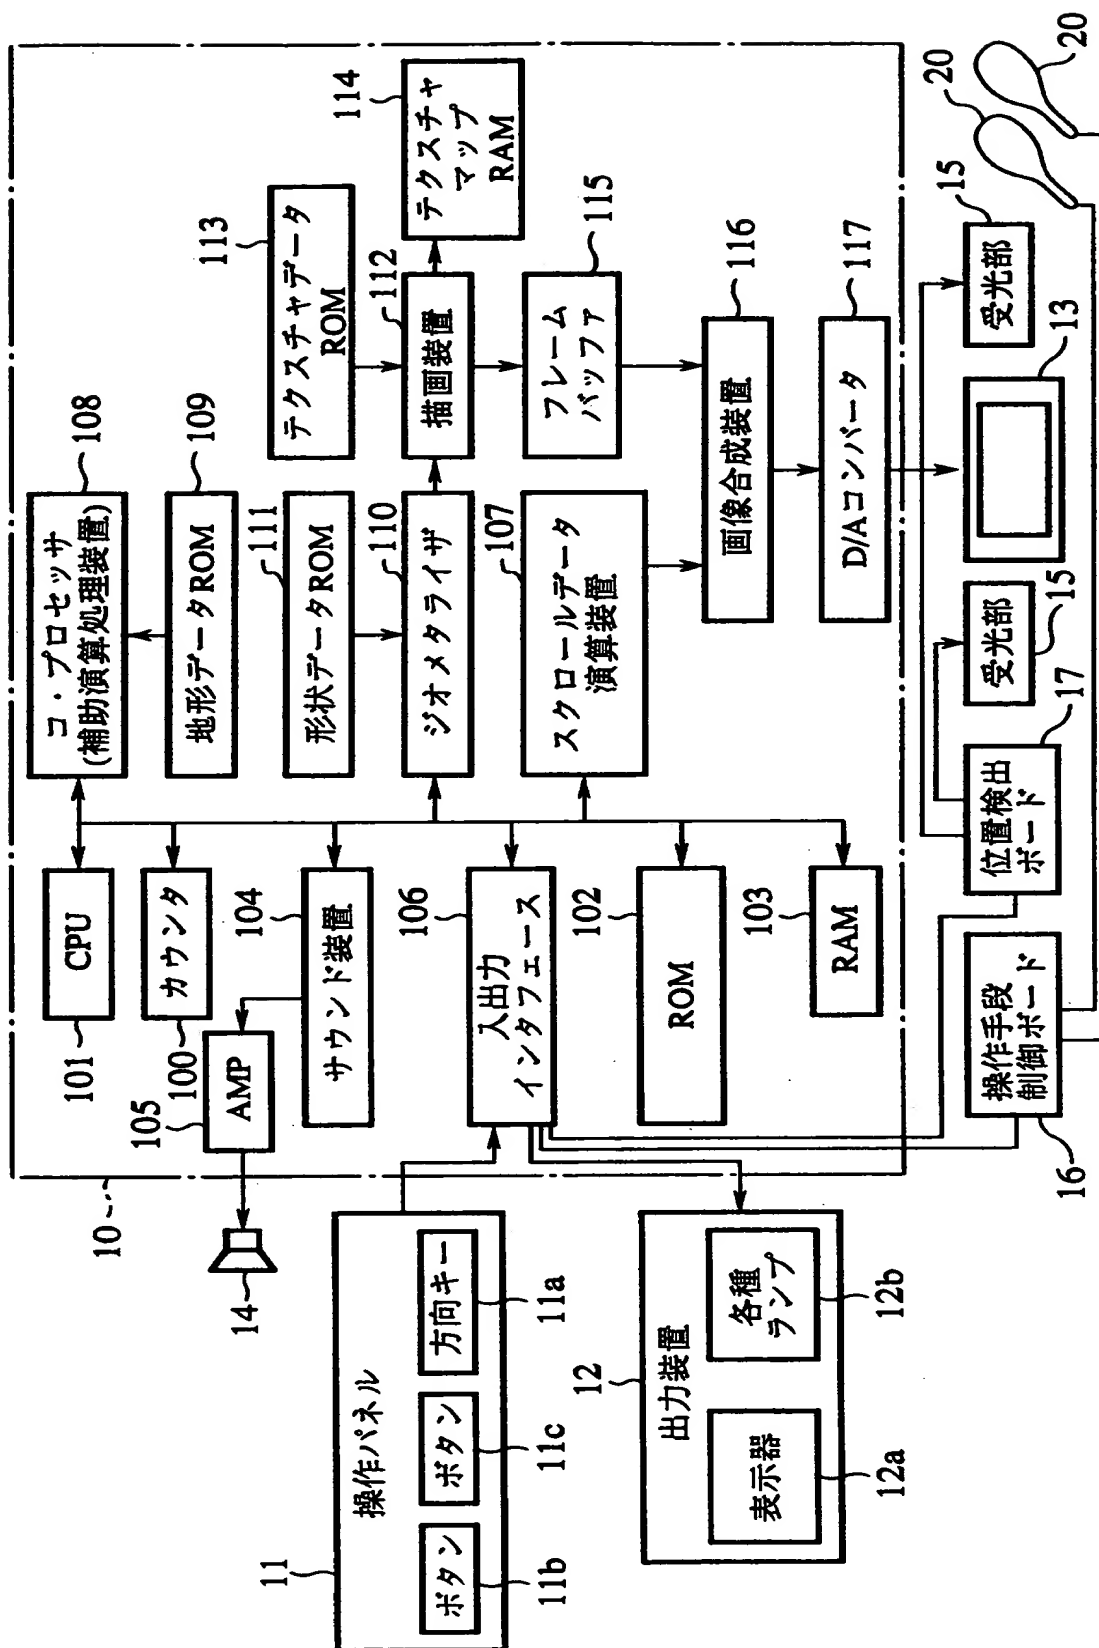 10
101
CPU
100
カウンタ
105
AMP
14
104
サウンド装置
106
入出力
インタフェース
102
ROM
103
RAM
108
コ・プロセッサ
(補助演算処理装置)
109
地形データROM
111
形状データROM
110
ジオメタライザ
107
スクロールデータ
演算装置
113
テクスチャデータ
ROM
112
描画装置
114
テクスチャ
マップ
RAM
115
フレーム
バッファ
116
画像合成装置
117
D/Aコンバータ
11
操作パネル
ボタン
11b
ボタン
11c
方向キー
11a
12
出力装置
表示器
12a
各種
ランプ
12b
16
操作手段
制御ボード
17
位置検出
ボード
15
受光部
13
15
受光部
20
20